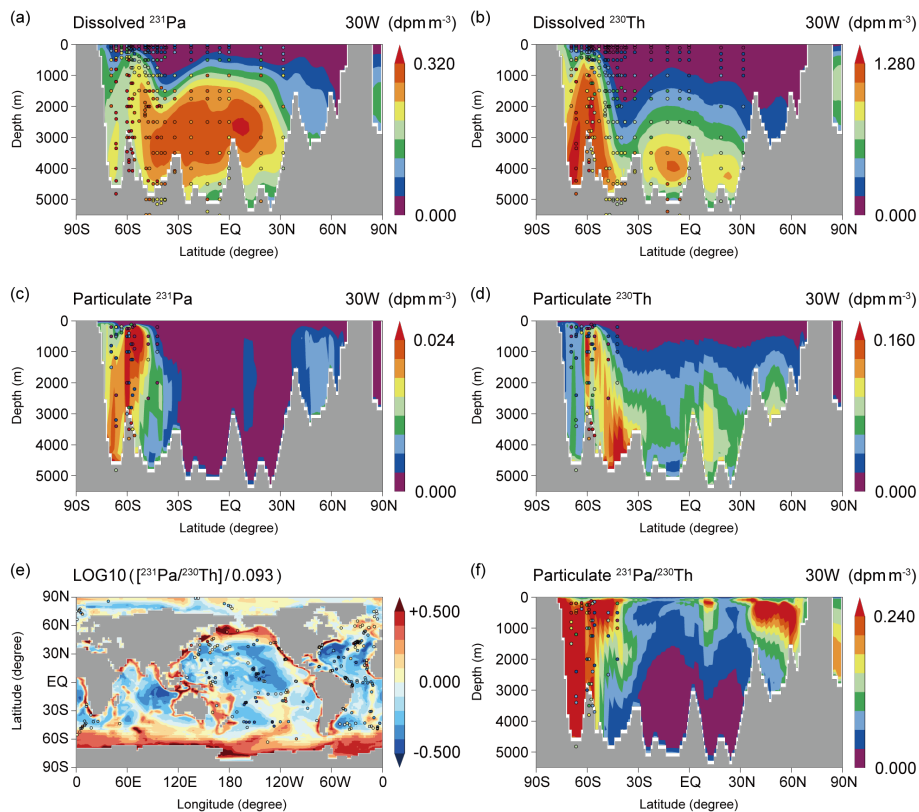 (a) Dissolved ²³¹Pa 30W (dpm m⁻³)
0
1000
2000
3000
4000
5000
Depth (m)
0.320
0.000
90S 60S 30S EQ 30N 60N 90N
Latitude (degree)
(b) Dissolved ²³⁰Th 30W (dpm m⁻³)
0
1000
2000
3000
4000
5000
Depth (m)
1.280
0.000
90S 60S 30S EQ 30N 60N 90N
Latitude (degree)
(c) Particulate ²³¹Pa 30W (dpm m⁻³)
0
1000
2000
3000
4000
5000
Depth (m)
0.024
0.000
90S 60S 30S EQ 30N 60N 90N
Latitude (degree)
(d) Particulate ²³⁰Th 30W (dpm m⁻³)
0
1000
2000
3000
4000
5000
Depth (m)
0.160
0.000
90S 60S 30S EQ 30N 60N 90N
Latitude (degree)
(e) LOG10 ( [²³¹Pa/²³⁰Th] / 0.093)
90N
60N
30N
EQ
30S
60S
90S
Latitude (degree)
+0.500
0.000
-0.500
0 60E 120E 180 120W 60W 0
Longitude (degree)
(f) Particulate ²³¹Pa/²³⁰Th 30W (dpm m⁻³)
0
1000
2000
3000
4000
5000
Depth (m)
0.240
0.000
90S 60S 30S EQ 30N 60N 90N
Latitude (degree)